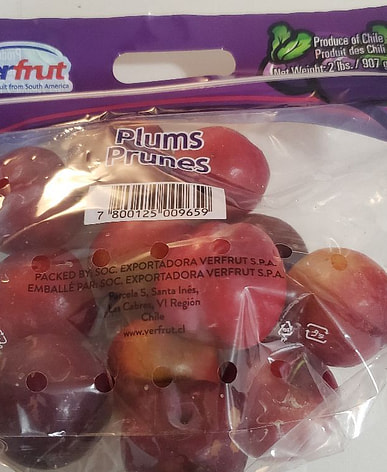 erfrut
uit from South America
Produce of Chile
Produit des Chili
Net Weight: 2 lbs. / 907 g
Plums
Prunes
7 800125 009659
PACKED BY: SOC. EXPORTADORA VERFRUT S.P.A.
EMBALLÉ PAR: SOC. EXPORTADORA VERFRUT S.P.A.
Parcela 5, Santa Inés,
Las Cabras, VI Región
Chile
www.verfrut.cl